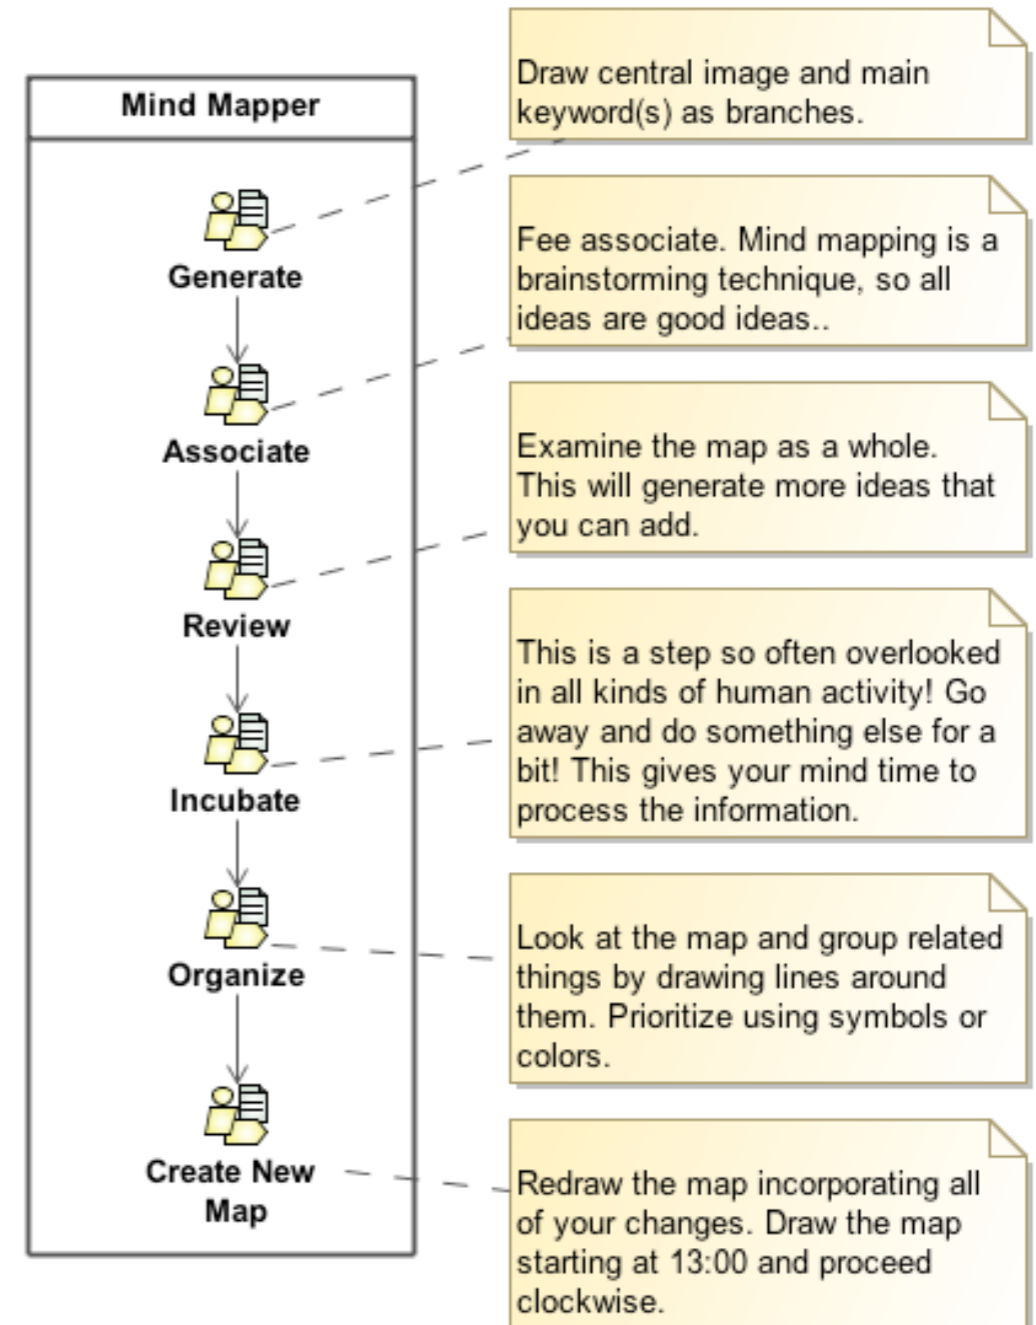 Mind Mapper
Generate
Associate
Review
Incubate
Organize
Create New
Map
Draw central image and main
keyword(s) as branches.
Fee associate. Mind mapping is a
brainstorming technique, so all
ideas are good ideas..
Examine the map as a whole.
This will generate more ideas that
you can add.
This is a step so often overlooked
in all kinds of human activity! Go
away and do something else for a
bit! This gives your mind time to
process the information.
Look at the map and group related
things by drawing lines around
them. Prioritize using symbols or
colors.
Redraw the map incorporating all
of your changes. Draw the map
starting at 13:00 and proceed
clockwise.